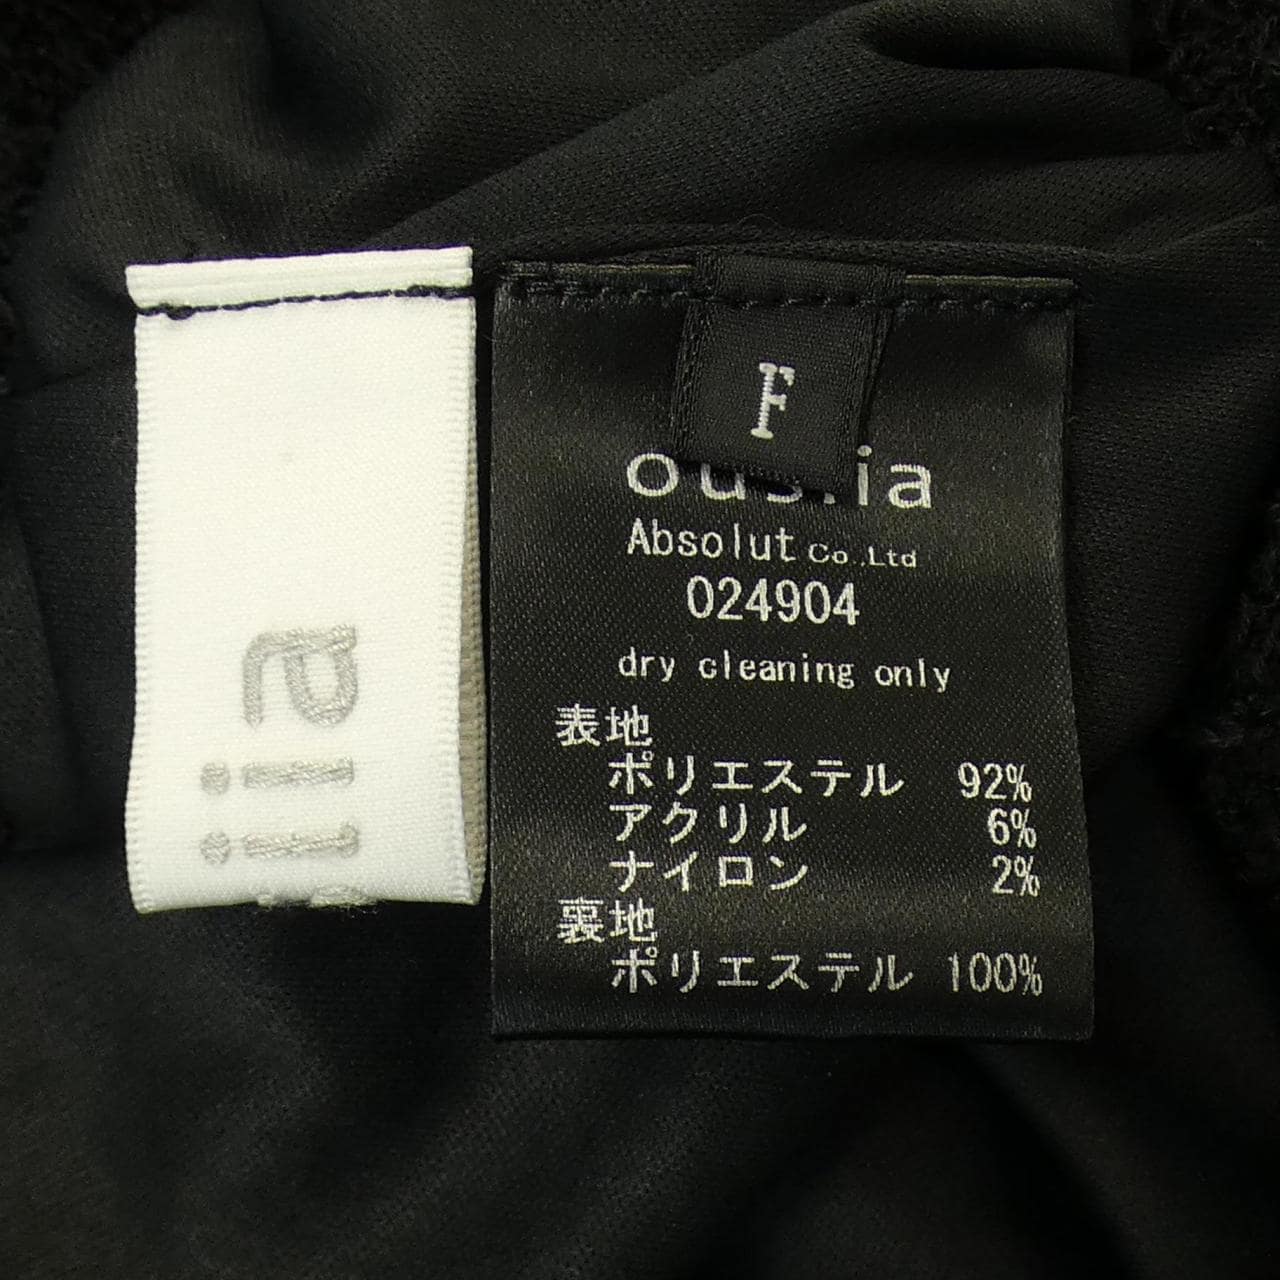 F
Absolut Co.,Ltd
024904
dry cleaning only
表地
ポリエステル 92%
アクリル 6%
ナイロン 2%
裏地
ポリエステル 100%